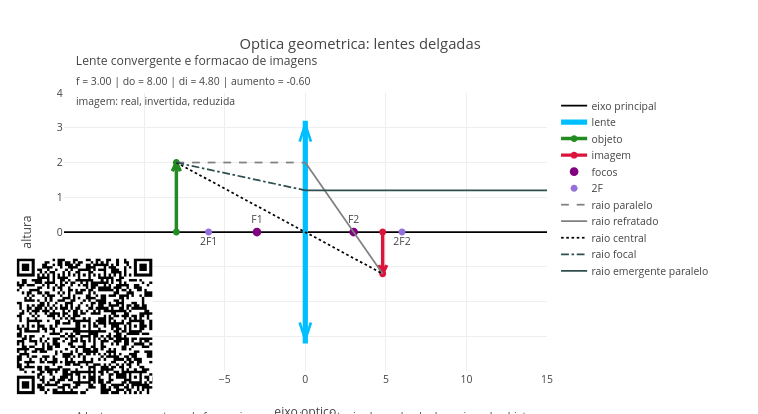 Optica geometrica: lentes delgadas
Lente convergente e formacao de imagens
f = 3.00 | do = 8.00 | di = 4.80 | aumento = -0.60
imagem: real, invertida, reduzida
4
3
2
1
0
altura
F1
F2
2F1
2F2
−5
0
5
10
15
eixo optico
eixo principal
lente
objeto
imagem
focos
2F
raio paralelo
raio refratado
raio central
raio focal
raio emergente paralelo